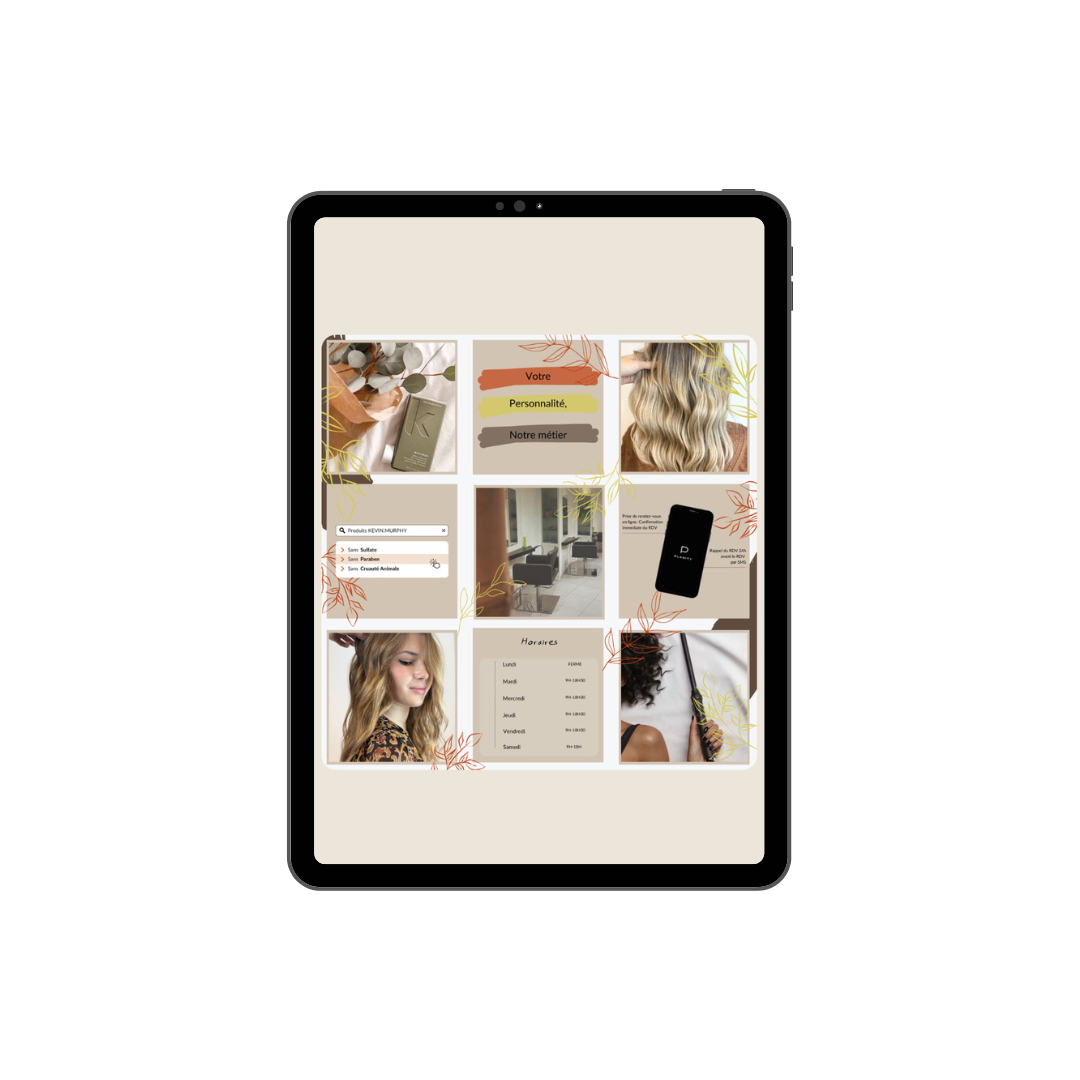 Votre
Personnalité,
Notre métier
Produits KEVIN.MURPHY
Sans Sulfate
Sans Paraben
Sans Cruauté Animale
Prise de rendez-vous
en ligne. Confirmation
immédiate du RDV
PLANITY
Rappel du RDV 24h
avant le RDV
par SMS
Horaires
Lundi FERMÉ
Mardi 9H-18H30
Mercredi 9H-18H30
Jeudi 9H-18H30
Vendredi 9H-18H30
Samedi 9H-18H